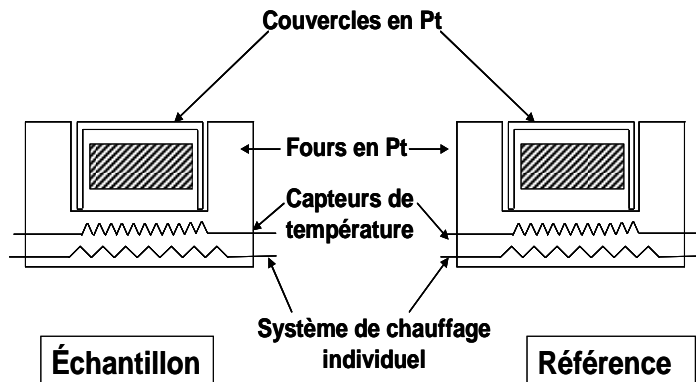 Couvercles en Pt
Fours en Pt
Capteurs de
température
Système de chauffage
individuel
Échantillon
Référence